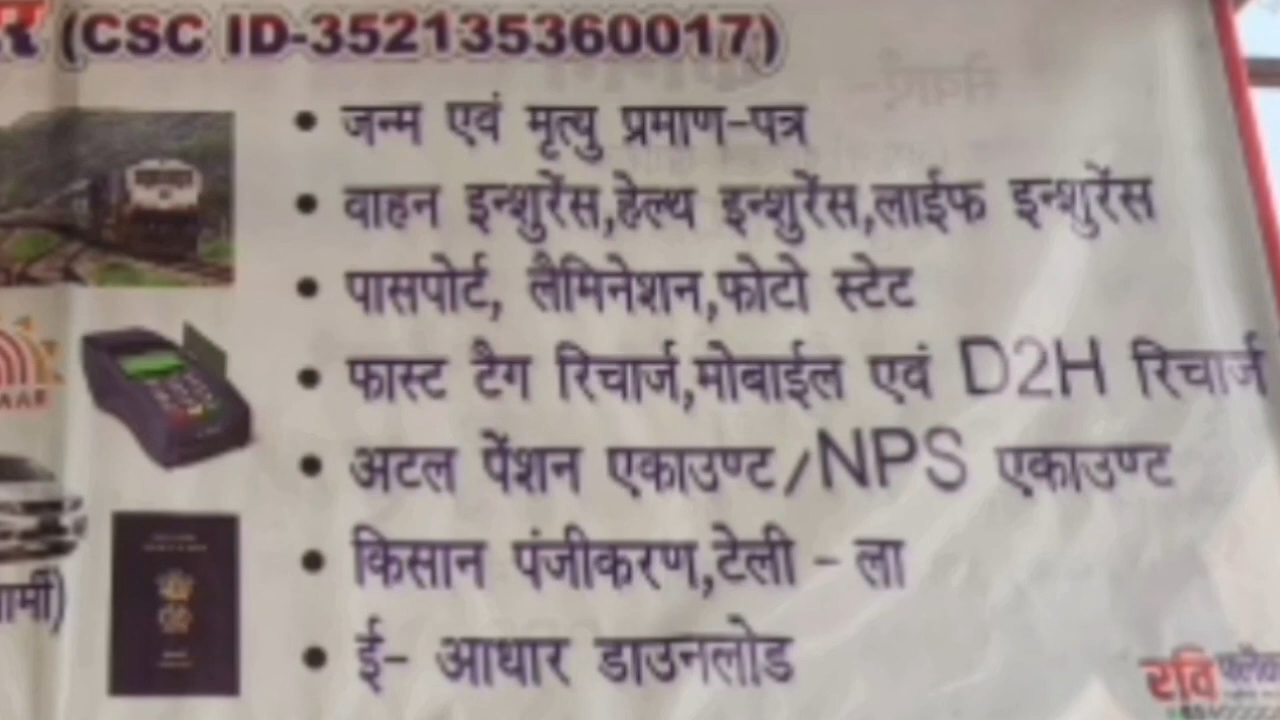 (CSC ID-352135360017)
• जन्म एवं मृत्यु प्रमाण-पत्र
• वाहन इन्शुरेंस,हेल्थ इन्शुरेंस,लाईफ इन्शुरेंस
• पासपोर्ट, लैमिनेशन,फोटो स्टेट
• फास्ट टैग रिचार्ज,मोबाईल एवं D2H रिचार्ज
• अटल पेंशन एकाउण्ट/NPS एकाउण्ट
• किसान पंजीकरण,टेली - ला
• ई- आधार डाउनलोड
रवि